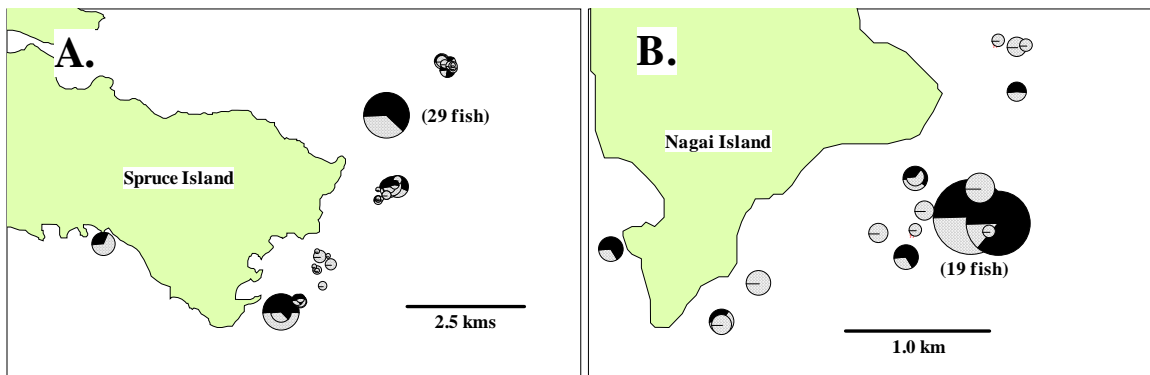 A.
(29 fish)
Spruce Island
2.5 kms
B.
Nagai Island
(19 fish)
1.0 km